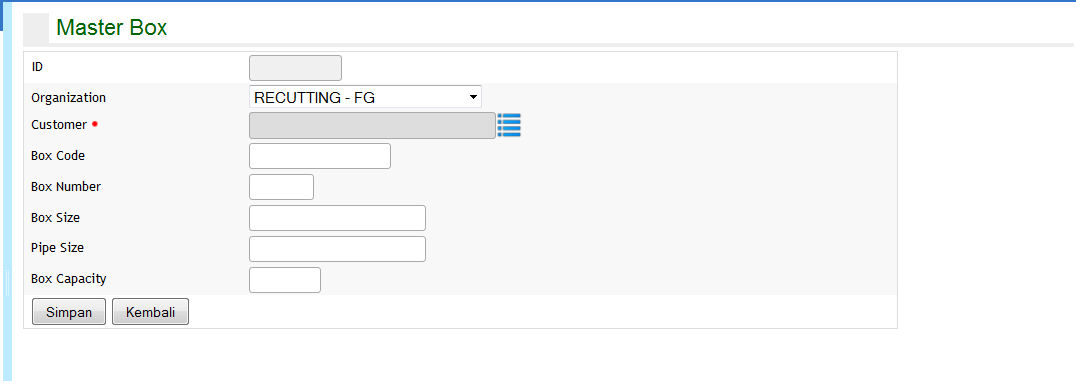 Master Box
ID
Organization RECUTTING - FG
Customer
Box Code
Box Number
Box Size
Pipe Size
Box Capacity
Simpan Kembali